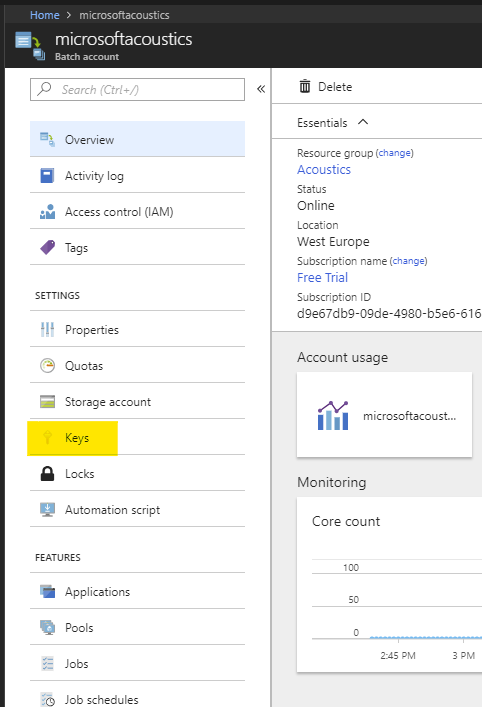 Home > microsoftacoustics
microsoftacoustics
Batch account
Search (Ctrl+/)
Overview
Activity log
Access control (IAM)
Tags
SETTINGS
Properties
Quotas
Storage account
Keys
Locks
Automation script
FEATURES
Applications
Pools
Jobs
Job schedules
Delete
Essentials
Resource group (change)
Acoustics
Status
Online
Location
West Europe
Subscription name (change)
Free Trial
Subscription ID
d9e67db9-09de-4980-b5e6-616
Account usage
microsoftacoust...
Monitoring
Core count
100
50
0
2:45 PM
3 PM